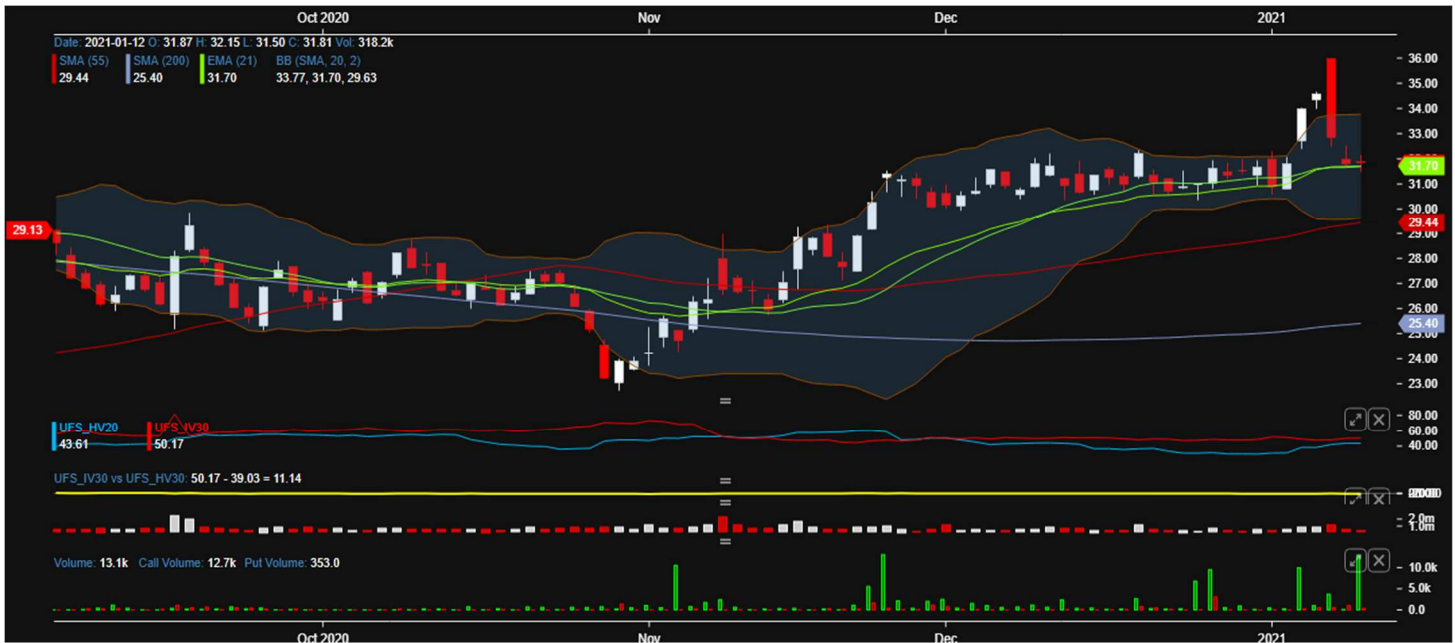 Oct 2020 Nov Dec 2021
Date: 2021-01-12 O: 31.87 H: 32.15 L: 31.50 C: 31.81 Vol: 318.2k
SMA (55) SMA (200) EMA (21) BB (SMA, 20, 2)
29.44 25.40 31.70 33.77, 31.70, 29.63
36.00
35.00
34.00
33.00
31.70
31.00
30.00
29.13
29.44
29.00
28.00
27.00
26.00
25.40
25.00
24.00
23.00
UFS_HV20 UFS_IV30
43.61 50.17
80.00
60.00
40.00
UFS_IV30 vs UFS_HV30: 50.17 - 39.03 = 11.14
2.0m
1.0m
Volume: 13.1k Call Volume: 12.7k Put Volume: 353.0
10.0k
5.0k
0.0
Oct 2020 Nov Dec 2021